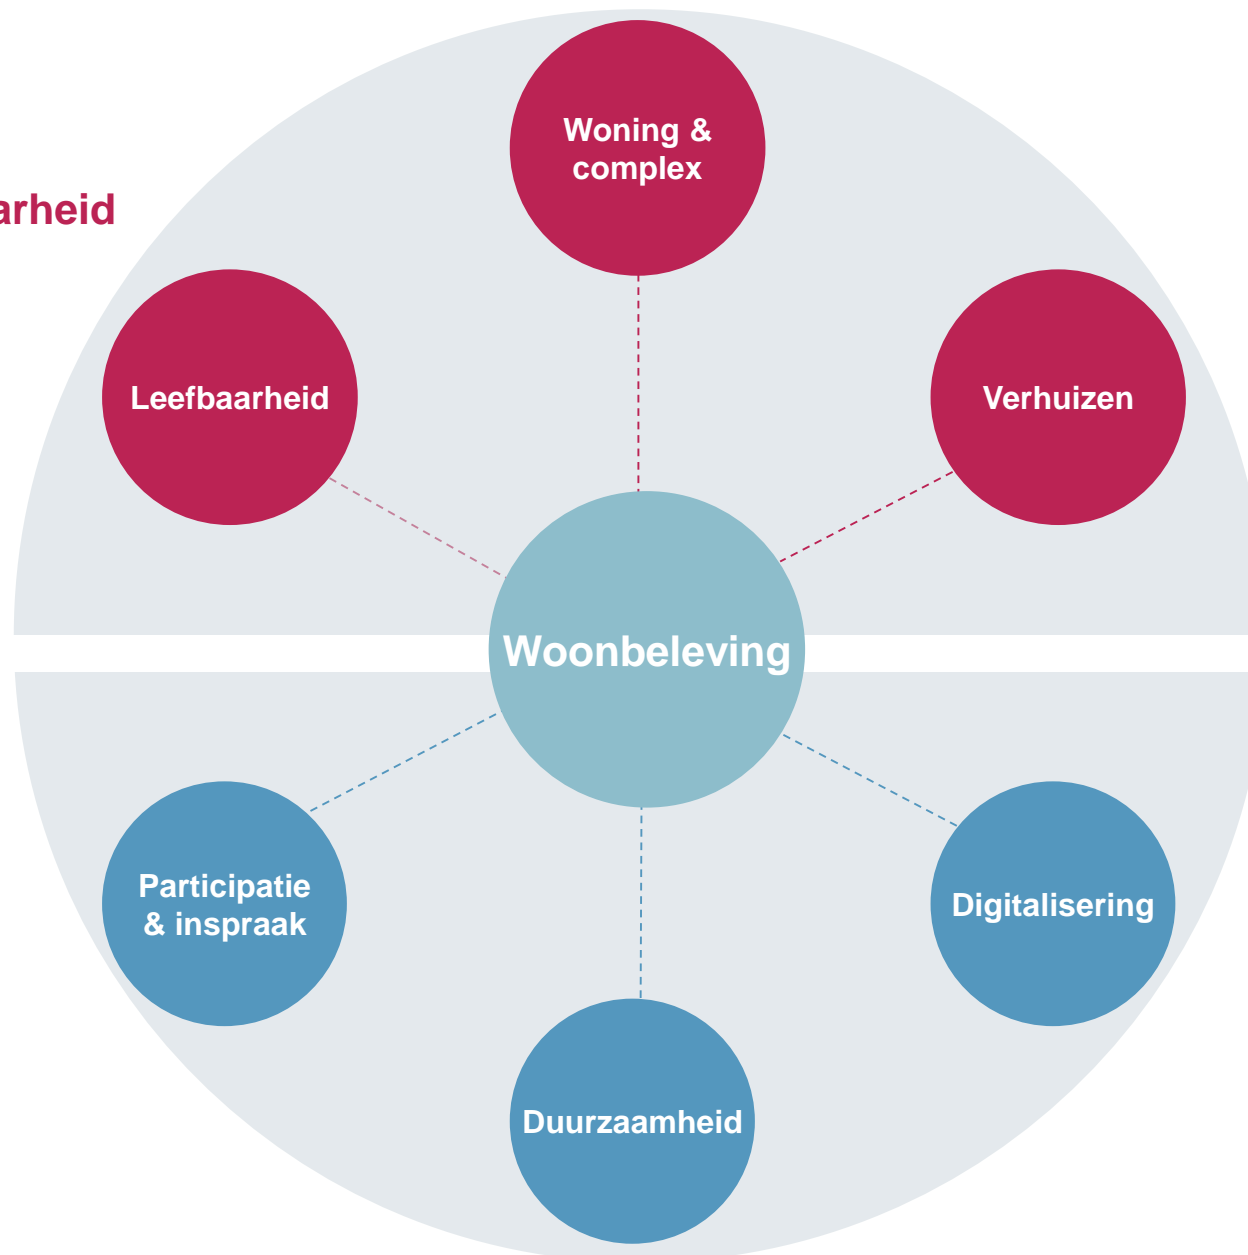 Woning &
complex
arheid
Leefbaarheid
Verhuizen
Woonbeleving
Participatie
& inspraak
Digitalisering
Duurzaamheid